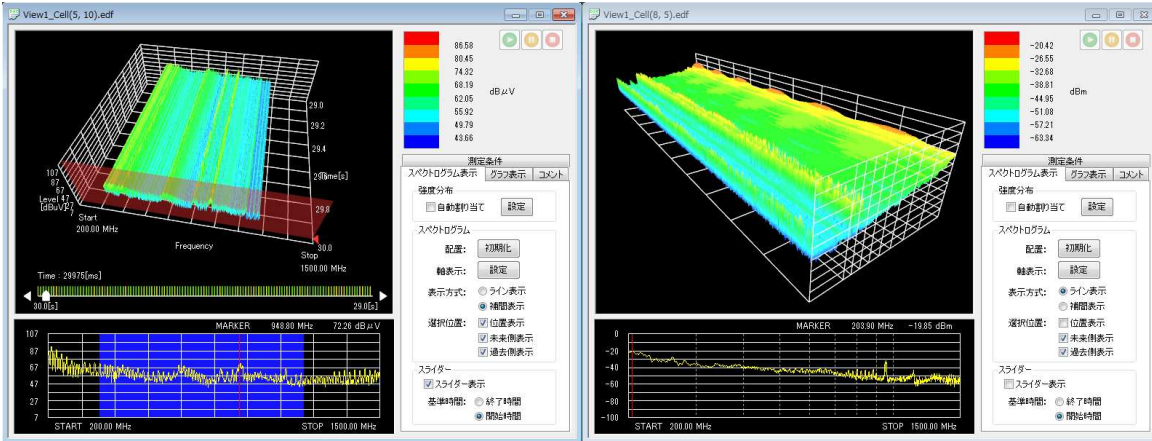 View1_Cell(5, 10).edf
29.0
29.2
29.4
Time[s]
29.8
30.0
107
87
67
Level 47
[dBuV]27
7
Start
200.00 MHz
Frequency
Stop
1500.00 MHz
Time : 29975[ms]
30.0[s]
29.0[s]
MARKER 948.80 MHz 72.26 dBμV
107
87
67
47
27
7
START 200.00 MHz STOP 1500.00 MHz
86.58
80.45
74.32
68.19
62.05
55.92
49.79
43.66
dBμV
測定条件
スペクトログラム表示 グラフ表示 コメント
強度分布
自動割り当て 設定
スペクトログラム
配置: 初期化
軸表示: 設定
表示方式: ライン表示
補間表示
選択位置: 位置表示
未来側表示
過去側表示
スライダー
スライダー表示
基準時間: 終了時間
開始時間
View1_Cell(8, 5).edf
MARKER 203.90 MHz -19.85 dBm
0
-20
-40
-60
-80
-100
START 200.00 MHz STOP 1500.00 MHz
-20.42
-26.55
-32.68
-38.81
-44.95
-51.08
-57.21
-63.34
dBm
測定条件
スペクトログラム表示 グラフ表示 コメント
強度分布
自動割り当て 設定
スペクトログラム
配置: 初期化
軸表示: 設定
表示方式: ライン表示
補間表示
選択位置: 位置表示
未来側表示
過去側表示
スライダー
スライダー表示
基準時間: 終了時間
開始時間